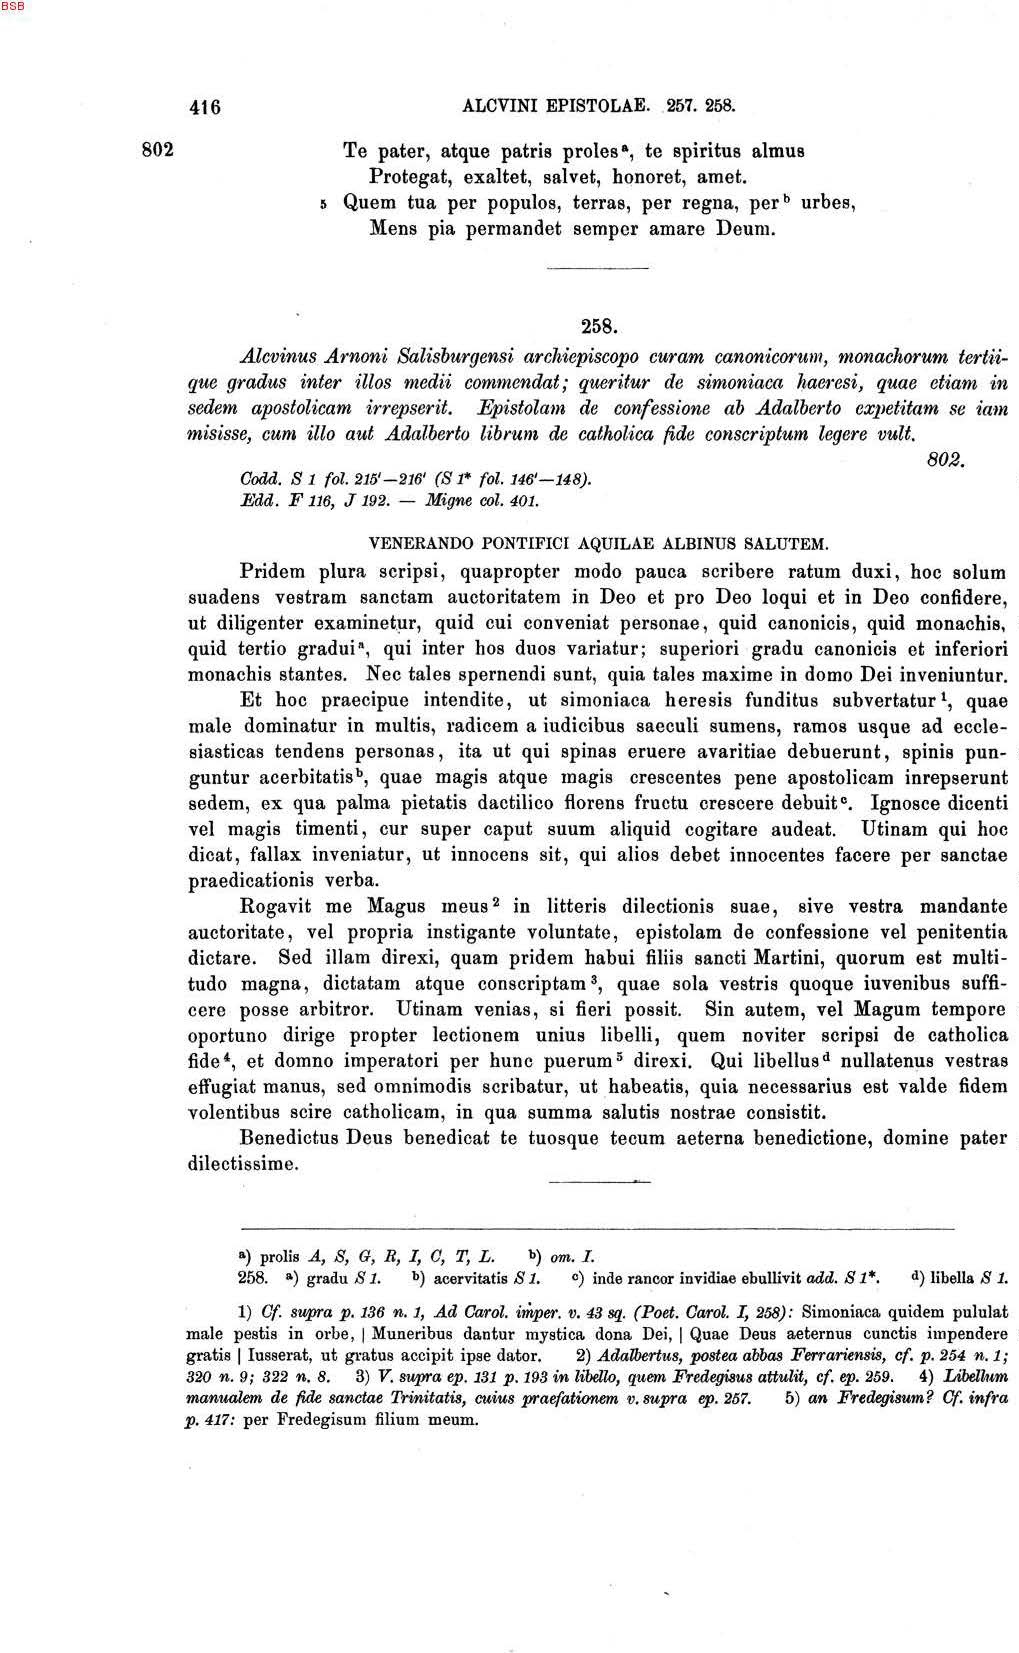 BSB
416 ALCVINI EPISTOLAE. 257. 258.
802 Te pater, atque patris proles a, te spiritus almus
Protegat, exaltet, salvet, honoret, amet.
5 Quem tua per populos, terras, per regna, per b urbes,
Mens pia permandet semper amare Deum.
258.
Alcvinus Arnoni Salisburgensi archiepiscopo curam canonicorum, monachorum tertii-
que gradus inter illos medii commendat; queritur de simoniaca haeresi, quae etiam in
sedem apostolicam irrepserit. Epistolam de confessione ab Adalberto expetitam se iam
misisse, cum illo aut Adalberto librum de catholica fide conscriptum legere vult.
802.
Codd. S 1 fol. 215'—216' (S 1* fol. 146'—148).
Edd. F 116, J 192. — Migne col. 401.
VENERANDO PONTIFICI AQUILAE ALBINUS SALUTEM.
Pridem plura scripsi, quapropter modo pauca scribere ratum duxi, hoc solum
suadens vestram sanctam auctoritatem in Deo et pro Deo loqui et in Deo confidere,
ut diligenter examinetur, quid cui conveniat personae, quid canonicis, quid monachis,
quid tertio gradui a, qui inter hos duos variatur; superiori gradu canonicis et inferiori
monachis stantes. Nec tales spernendi sunt, quia tales maxime in domo Dei inveniuntur.
Et hoc praecipue intendite, ut simoniaca heresis funditus subvertatur 1, quae
male dominatur in multis, radicem a iudicibus saeculi sumens, ramos usque ad eccle-
siasticas tendens personas, ita ut qui spinas eruere avaritiae debuerunt, spinis pun-
guntur acerbitatis b, quae magis atque magis crescentes pene apostolicam inrepserunt
sedem, ex qua palma pietatis dactilico florens fructu crescere debuit c. Ignosce dicenti
vel magis timenti, cur super caput suum aliquid cogitare audeat. Utinam qui hoc
dicat, fallax inveniatur, ut innocens sit, qui alios debet innocentes facere per sanctae
praedicationis verba.
Rogavit me Magus meus 2 in litteris dilectionis suae, sive vestra mandante
auctoritate, vel propria instigante voluntate, epistolam de confessione vel penitentia
dictare. Sed illam direxi, quam pridem habui filiis sancti Martini, quorum est multi-
tudo magna, dictatam atque conscriptam 3, quae sola vestris quoque iuvenibus suffi-
cere posse arbitror. Utinam venias, si fieri possit. Sin autem, vel Magum tempore
oportuno dirige propter lectionem unius libelli, quem noviter scripsi de catholica
fide 4, et domno imperatori per hunc puerum 5 direxi. Qui libellus d nullatenus vestras
effugiat manus, sed omnimodis scribatur, ut habeatis, quia necessarius est valde fidem
volentibus scire catholicam, in qua summa salutis nostrae consistit.
Benedictus Deus benedicat te tuosque tecum aeterna benedictione, domine pater
dilectissime.
a) prolis A, S, G, R, I, C, T, L. b) om. I.
258. a) gradu S 1. b) acervitatis S 1. c) inde rancor invidiae ebullivit add. S 1*. d) libella S 1.
1) Cf. supra p. 136 n. 1, Ad Carol. imper. v. 43 sq. (Poet. Carol. I, 258): Simoniaca quidem pululat
male pestis in orbe, | Muneribus dantur mystica dona Dei, | Quae Deus aeternus cunctis impendere
gratis | Iusserat, ut gratus accipit ipse dator. 2) Adalbertus, postea abbas Ferrariensis, cf. p. 254 n. 1;
320 n. 9; 322 n. 8. 3) V. supra ep. 131 p. 193 in libello, quem Fredegisus attulit, cf. ep. 259. 4) Libellum
manualem de fide sanctae Trinitatis, cuius praefationem v. supra ep. 257. 5) an Fredegisum? Cf. infra
p. 417: per Fredegisum filium meum.